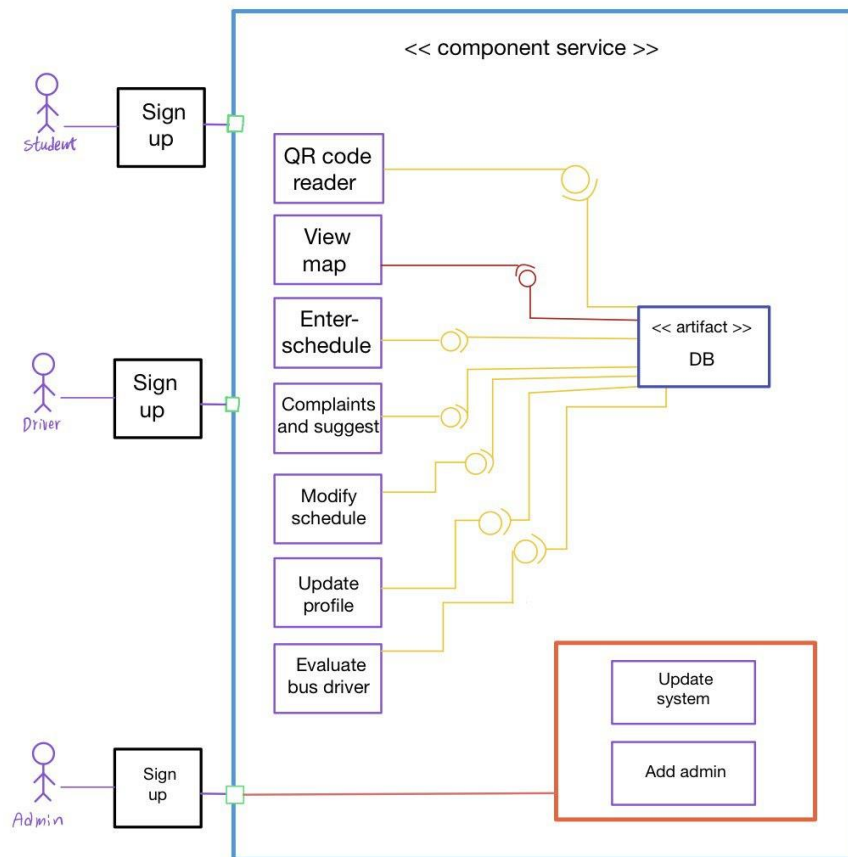 << component service >>
Sign
up
Student
QR code
reader
View
map
Enter-
schedule
<< artifact >>
DB
Sign
up
Driver
Complaints
and suggest
Modify
schedule
Update
profile
Evaluate
bus driver
Update
system
Add admin
Sign
up
Admin